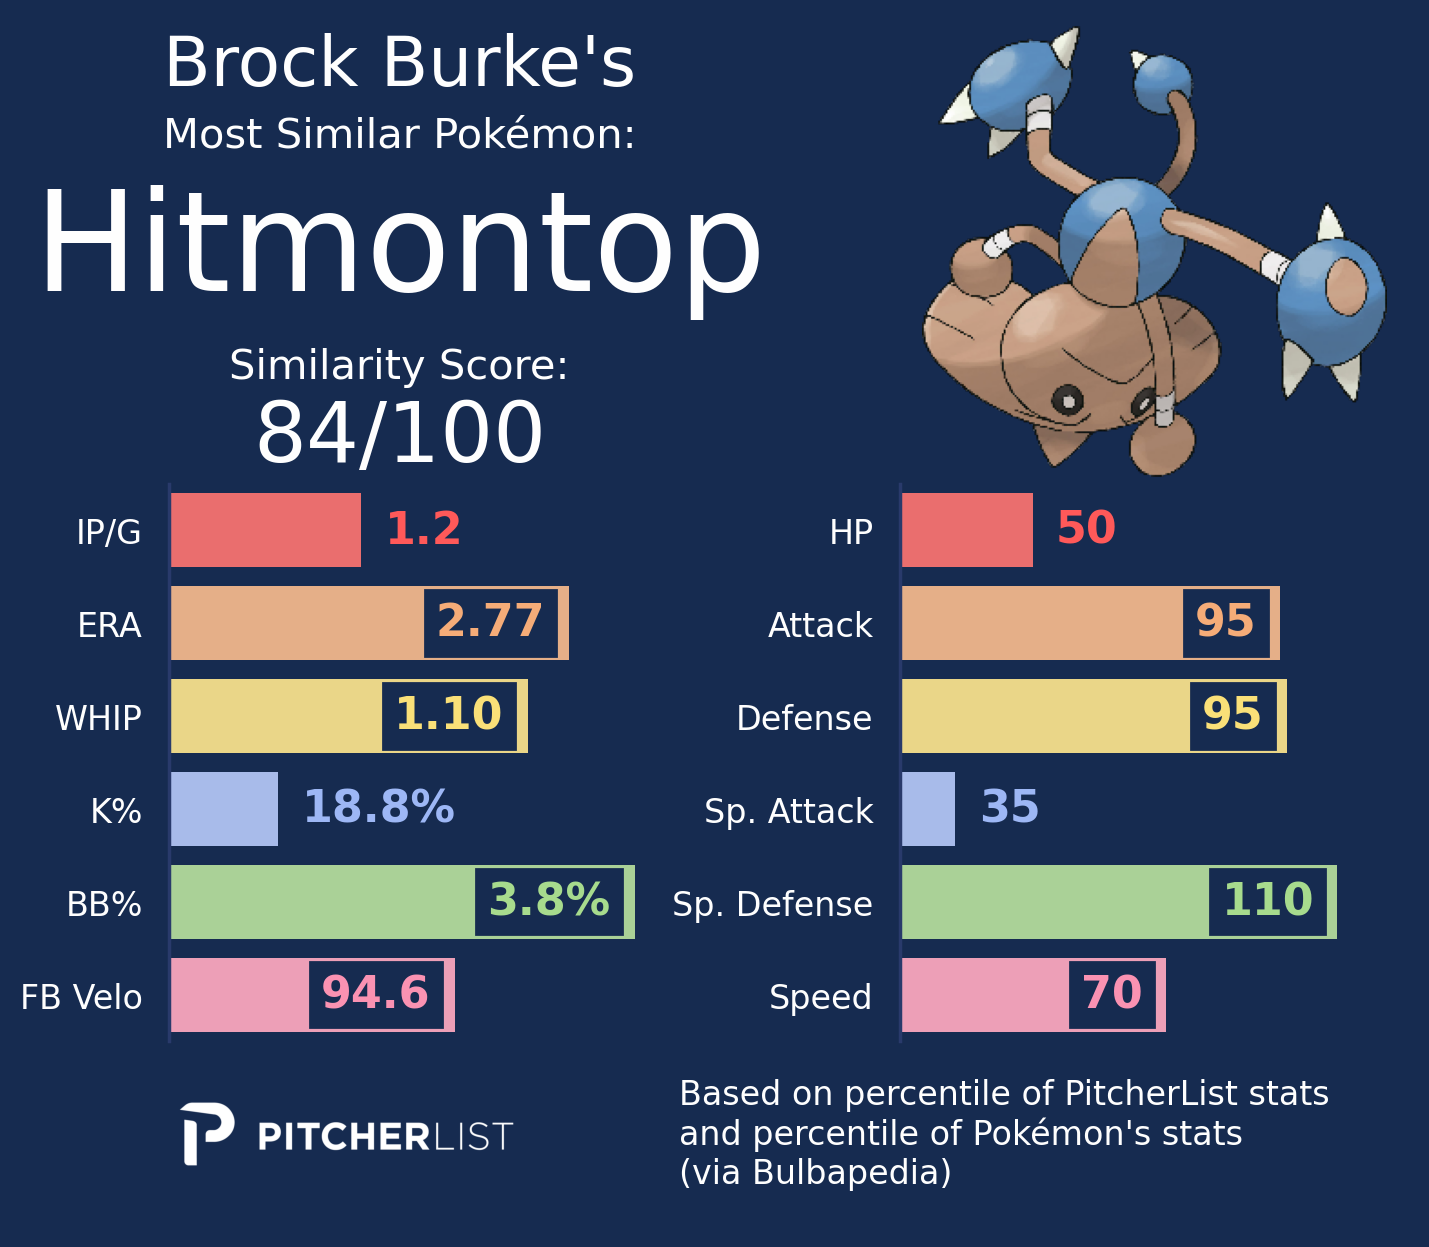 Brock Burke's
Most Similar Pokémon:
Hitmontop
Similarity Score:
84/100
IP/G 1.2
ERA 2.77
WHIP 1.10
K% 18.8%
BB% 3.8%
FB Velo 94.6
HP 50
Attack 95
Defense 95
Sp. Attack 35
Sp. Defense 110
Speed 70
PITCHERLIST
Based on percentile of PitcherList stats
and percentile of Pokémon's stats
(via Bulbapedia)